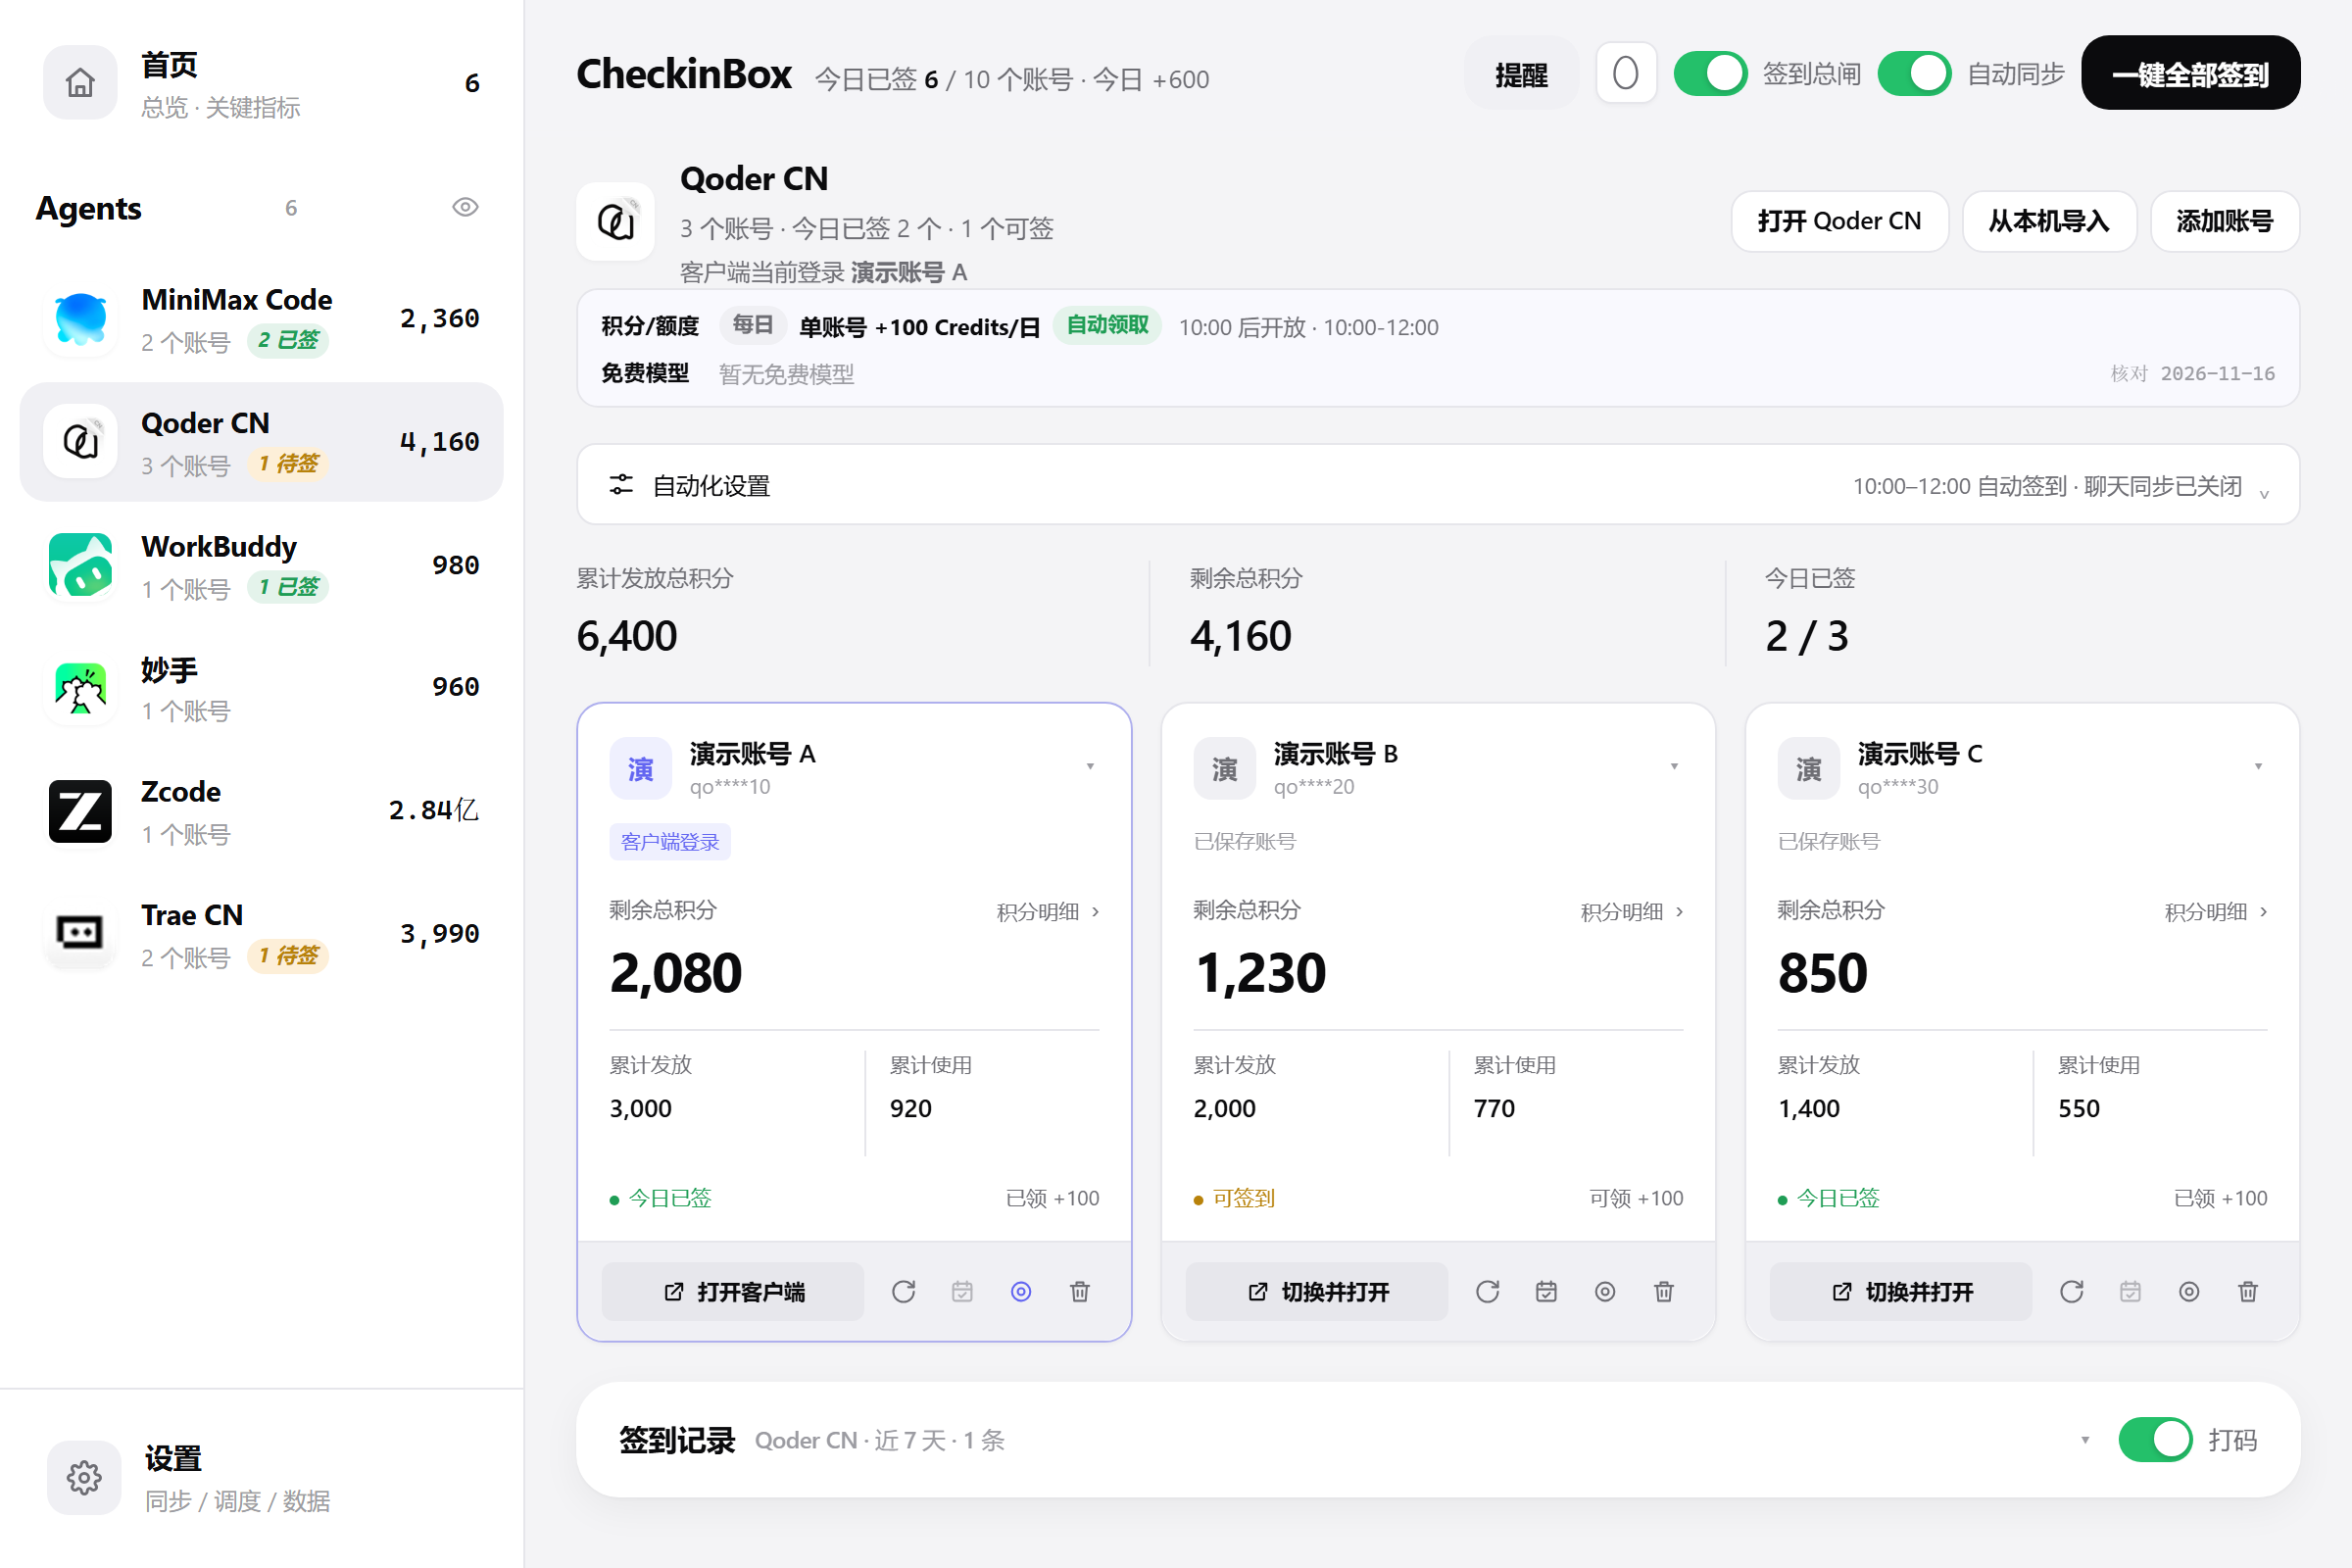 首页
总览 · 关键指标
6
Agents
6
MiniMax Code
2 个账号
2 已签
2,360
Qoder CN
3 个账号
1 待签
4,160
WorkBuddy
1 个账号
1 已签
980
妙手
1 个账号
960
Zcode
1 个账号
2.84亿
Trae CN
2 个账号
1 待签
3,990
设置
同步 / 调度 / 数据
CheckinBox
今日已签 6 / 10 个账号 · 今日 +600
提醒
签到总闸
自动同步
一键全部签到
Qoder CN
3 个账号 · 今日已签 2 个 · 1 个可签
客户端当前登录 演示账号 A
打开 Qoder CN
从本机导入
添加账号
积分/额度
每日
单账号 +100 Credits/日
自动领取
10:00 后开放 · 10:00-12:00
免费模型
暂无免费模型
核对 2026-11-16
自动化设置
10:00–12:00 自动签到 · 聊天同步已关闭
累计发放总积分
6,400
剩余总积分
4,160
今日已签
2 / 3
演
演示账号 A
qo****10
客户端登录
剩余总积分
积分明细 ›
2,080
累计发放
3,000
累计使用
920
今日已签
已领 +100
打开客户端
演
演示账号 B
qo****20
已保存账号
剩余总积分
积分明细 ›
1,230
累计发放
2,000
累计使用
770
可签到
可领 +100
切换并打开
演
演示账号 C
qo****30
已保存账号
剩余总积分
积分明细 ›
850
累计发放
1,400
累计使用
550
今日已签
已领 +100
切换并打开
签到记录
Qoder CN · 近 7 天 · 1 条
打码